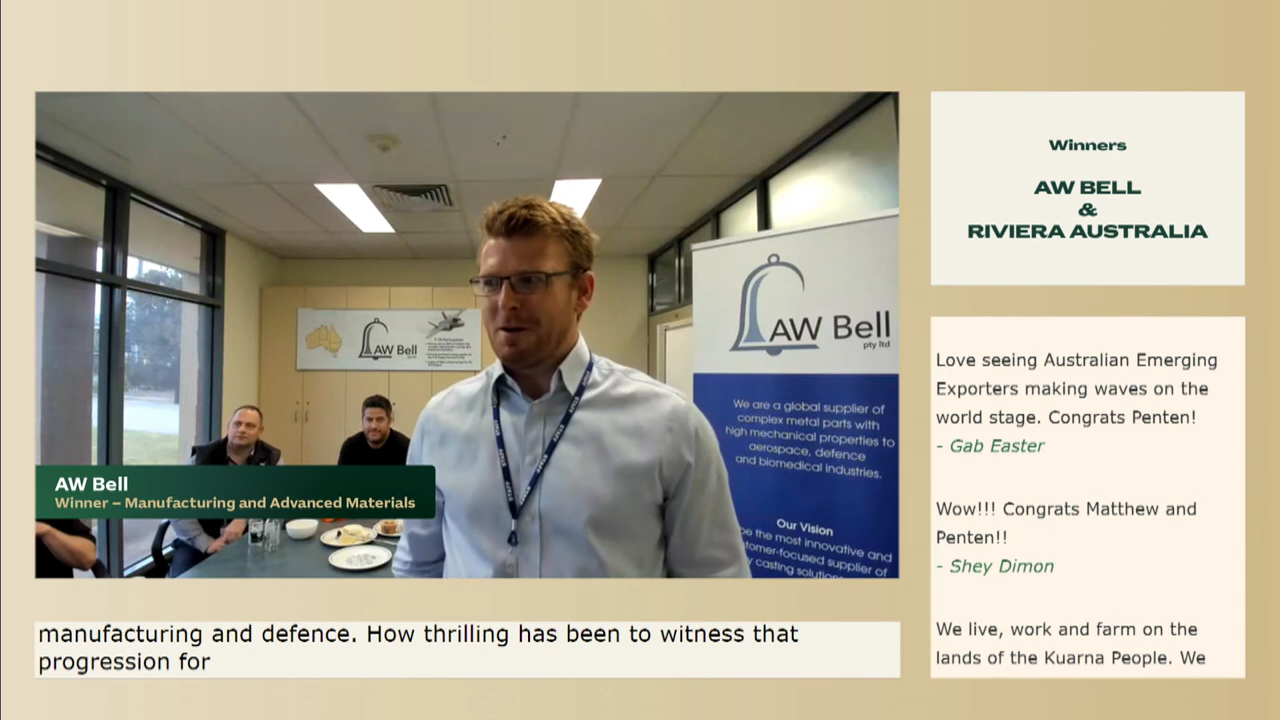 AW Bell
AW Bell
pty ltd
We are a global supplier of
complex metal parts with
high mechanical properties to
aerospace, defence
and biomedical industries.
Our Vision
be the most innovative and
customer-focused supplier of
casting solutions
AW Bell
Winner – Manufacturing and Advanced Materials
manufacturing and defence. How thrilling has been to witness that
progression for
Winners
AW BELL
&
RIVIERA AUSTRALIA
Love seeing Australian Emerging
Exporters making waves on the
world stage. Congrats Penten!
- Gab Easter
Wow!!! Congrats Matthew and
Penten!!
- Shey Dimon
We live, work and farm on the
lands of the Kuarna People. We